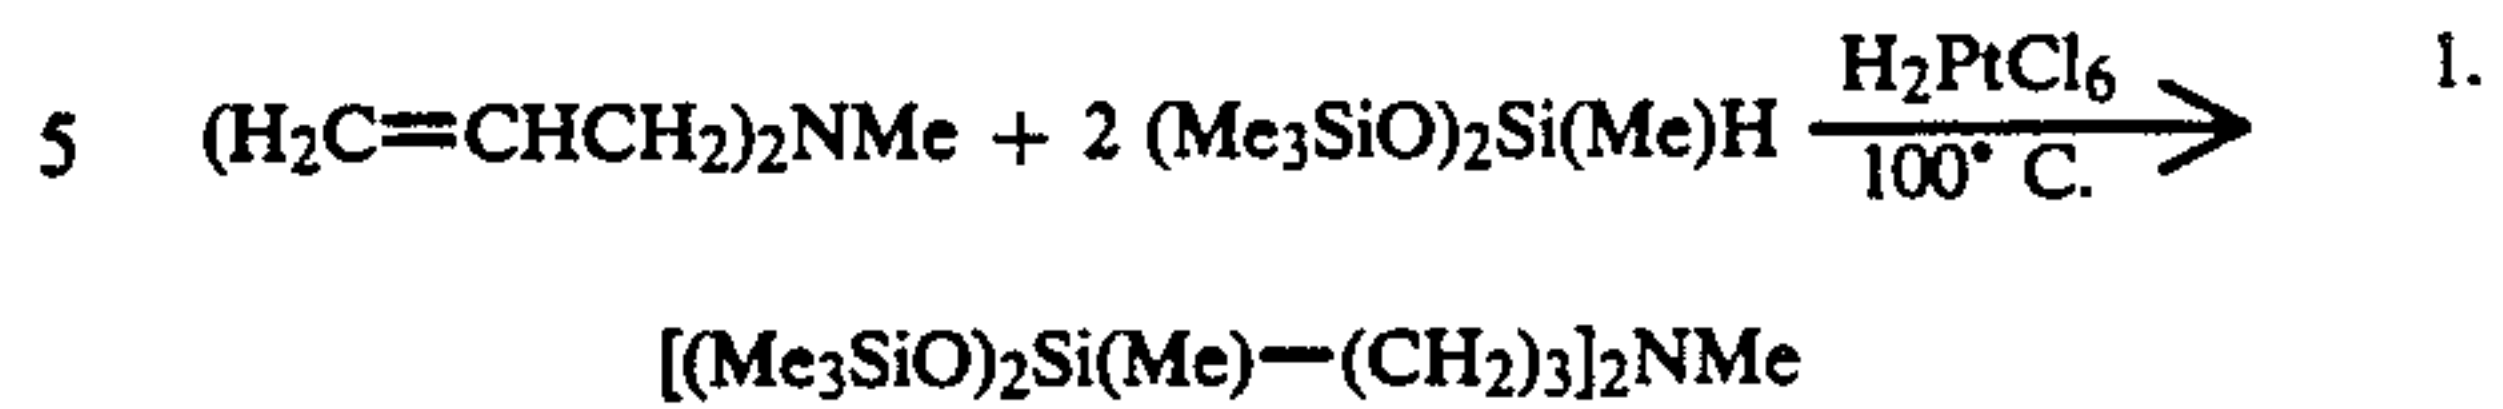 H₂PtCl₆ 1.
5 (H₂C=CHCH₂)₂NMe + 2 (Me₃SiO)₂Si(Me)H ⟶
100° C.
[(Me₃SiO)₂Si(Me)—(CH₂)₃]₂NMe